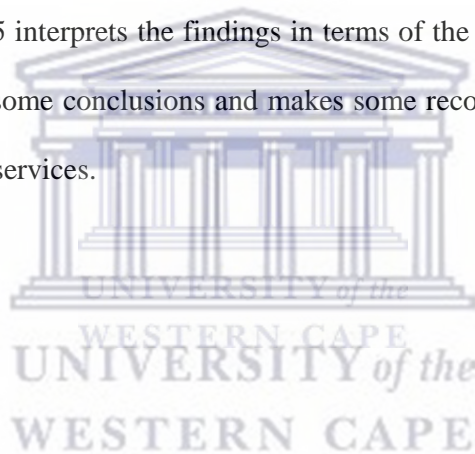 5 interprets the findings in terms of the
some conclusions and makes some reco
services.
UNIVERSITY of the
WESTERN CAPE
UNIVERSITY of the
WESTERN CAPE